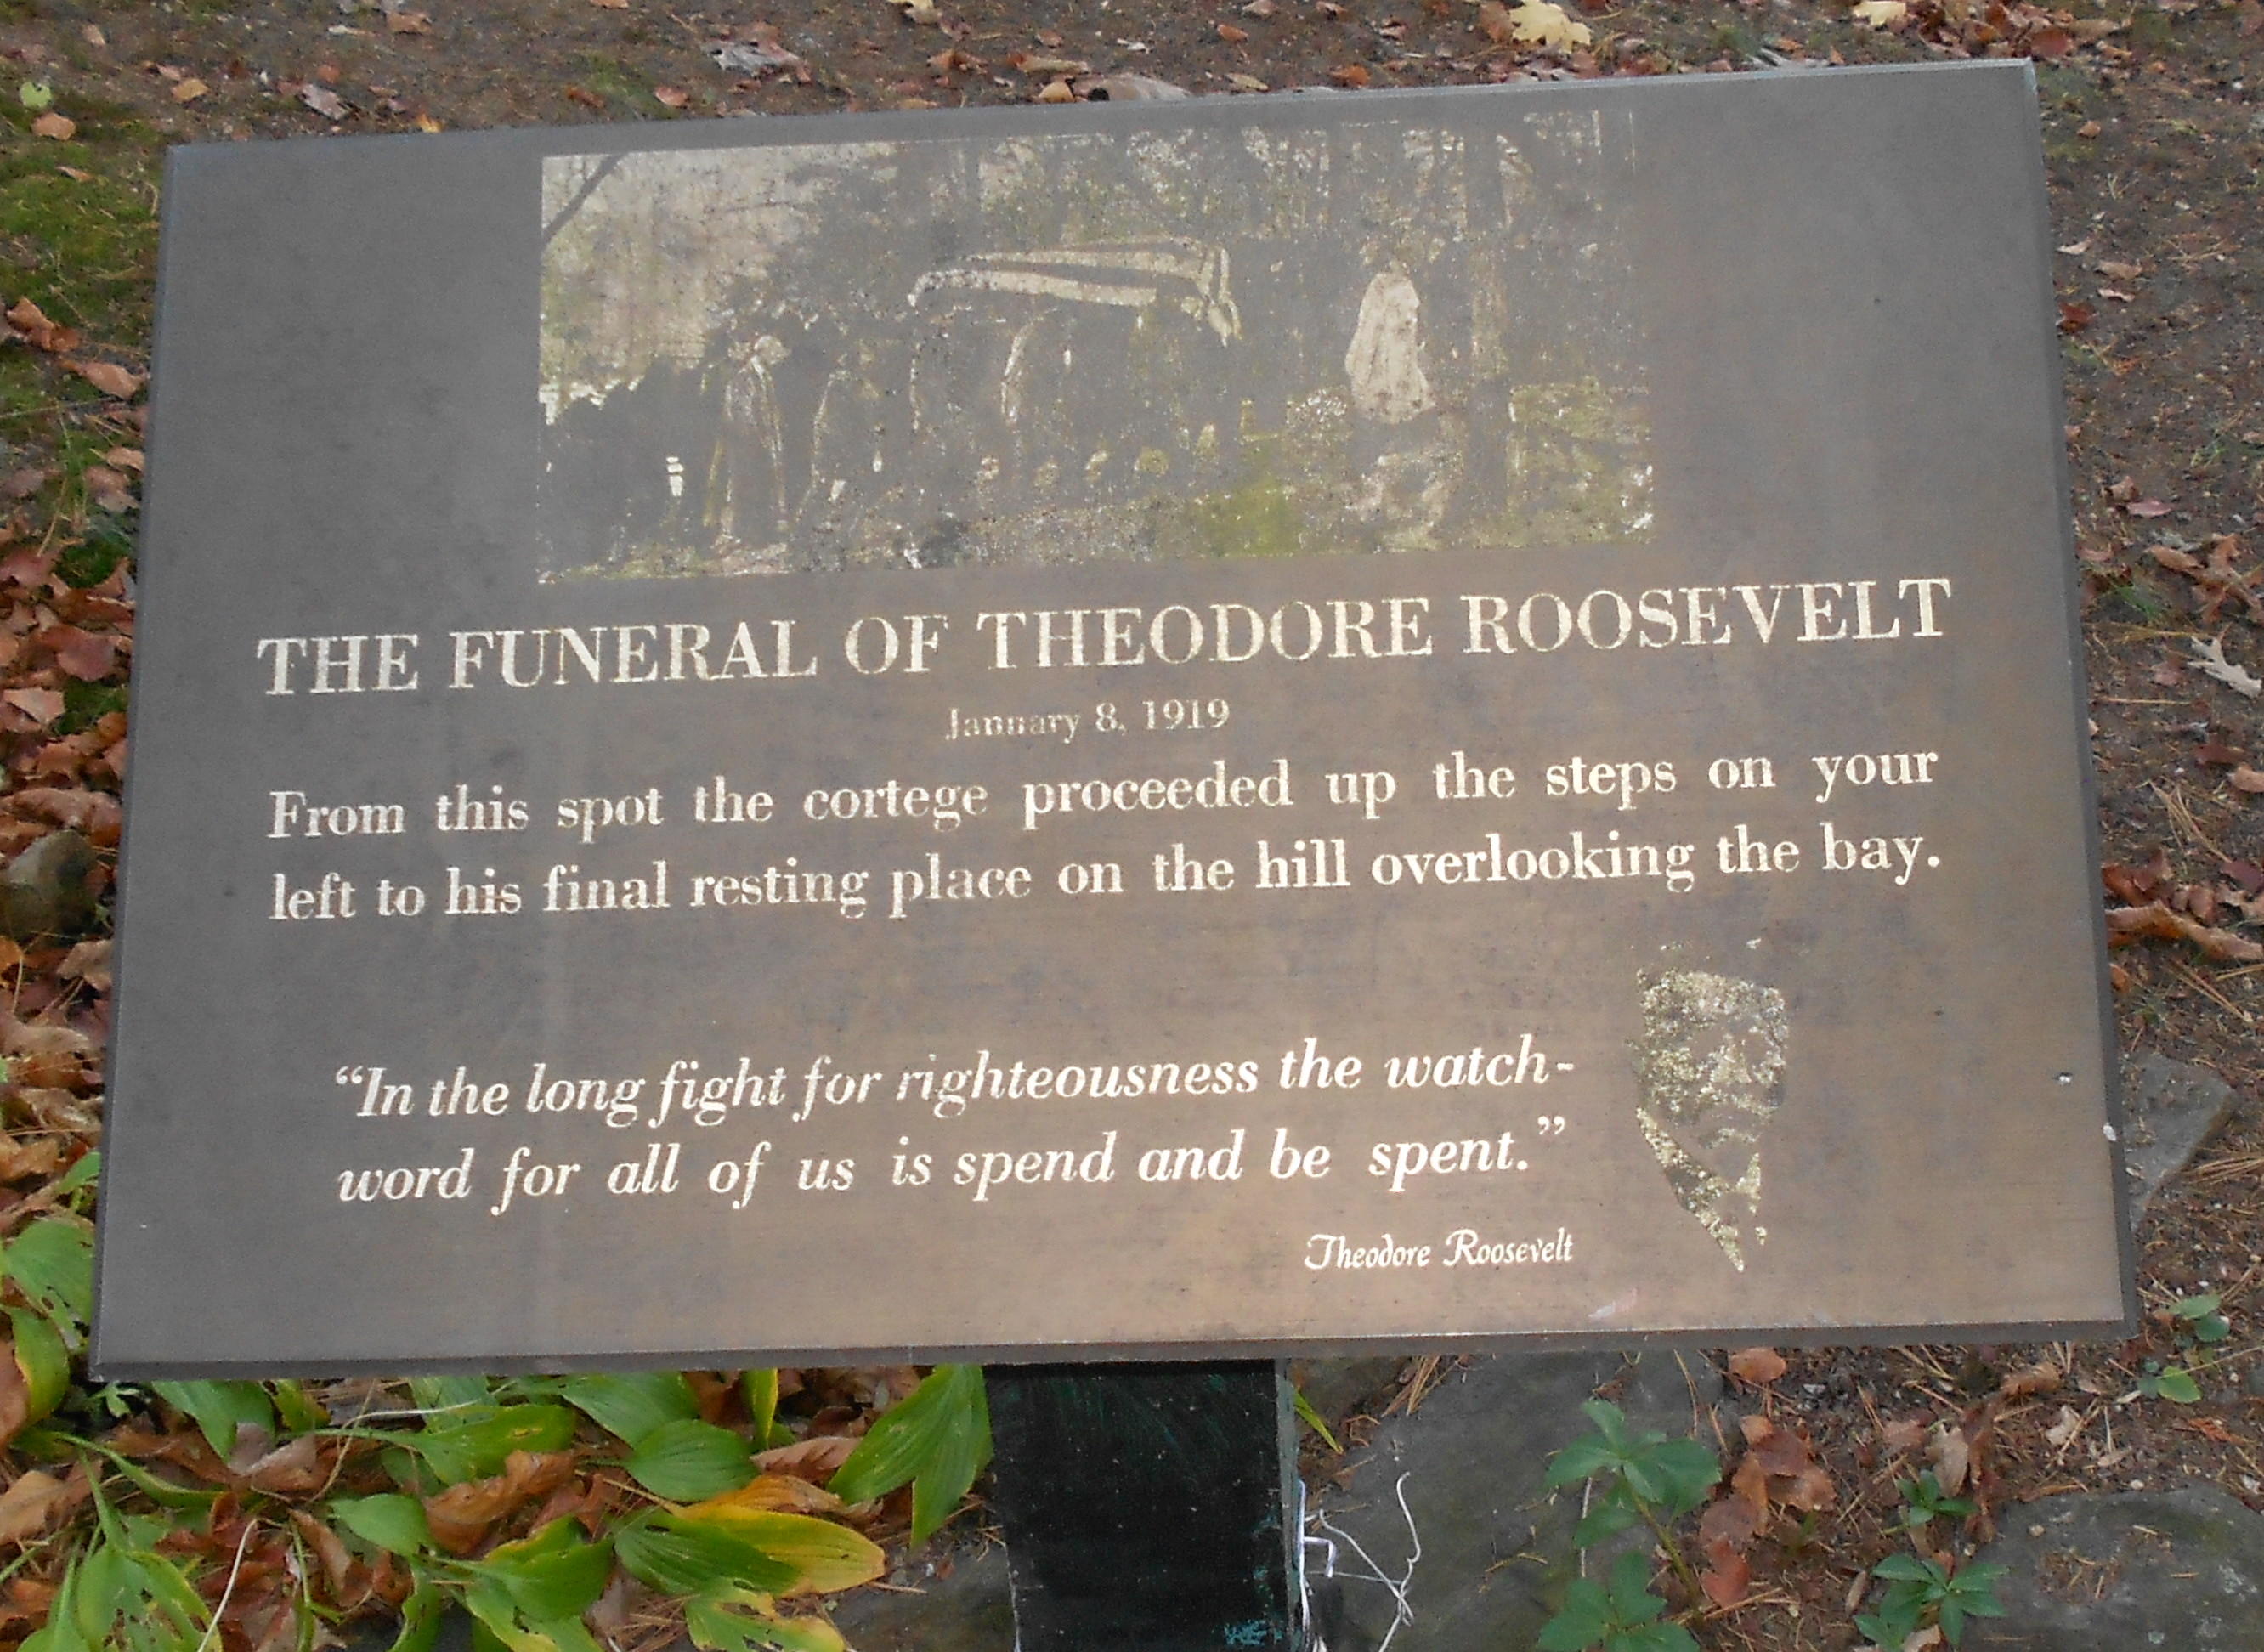 THE FUNERAL OF THEODORE ROOSEVELT
January 8, 1919
From this spot the cortege proceeded up the steps on your
left to his final resting place on the hill overlooking the bay.
“In the long fight for righteousness the watch-
word for all of us is spend and be spent.”
Theodore Roosevelt